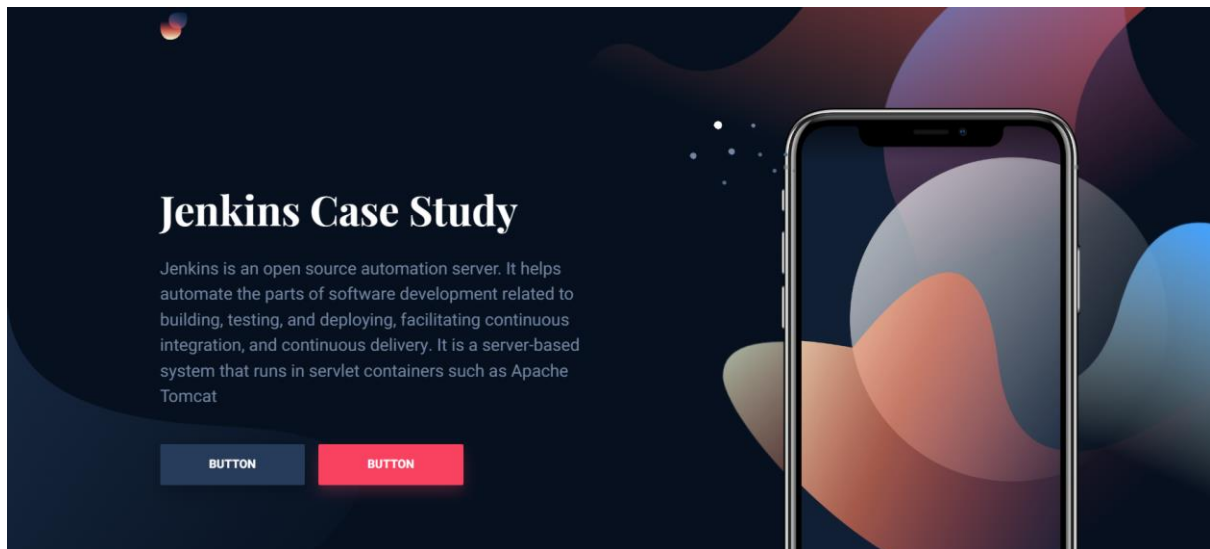 Jenkins Case Study
Jenkins is an open source automation server. It helps
automate the parts of software development related to
building, testing, and deploying, facilitating continuous
integration, and continuous delivery. It is a server-based
system that runs in servlet containers such as Apache
Tomcat
BUTTON
BUTTON